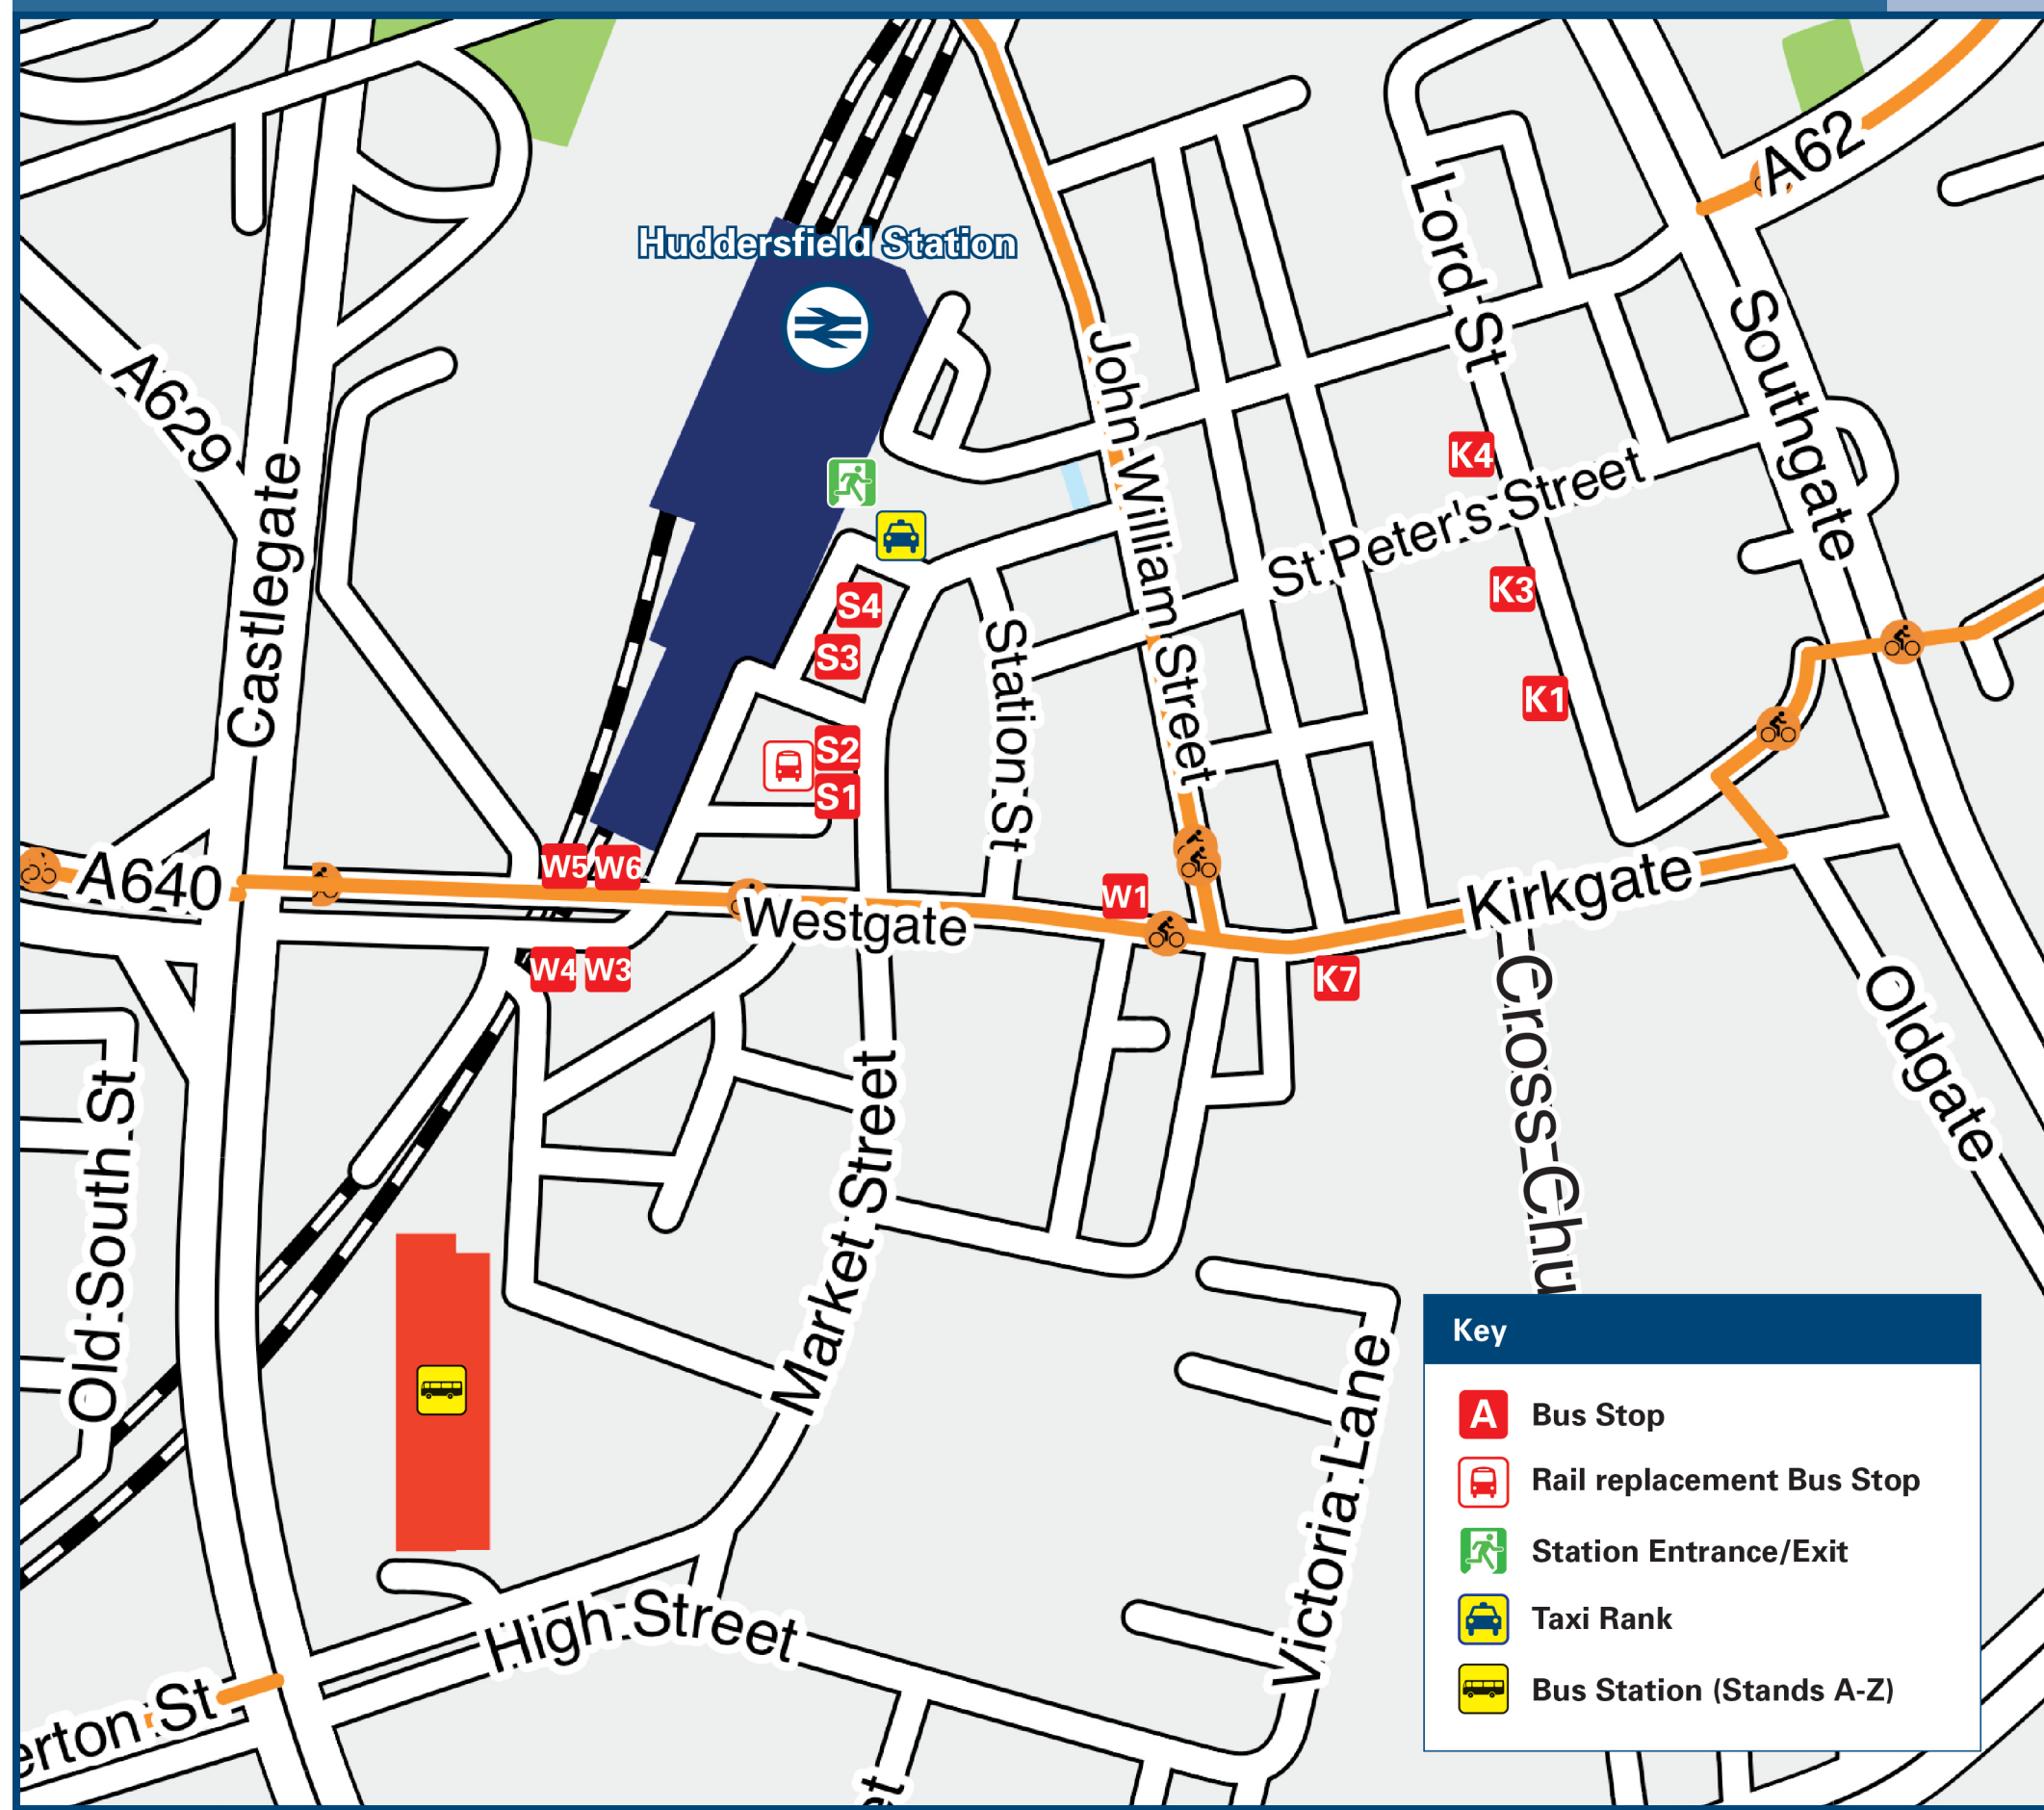 A62
Huddersfield Station
Lord St
Southgate
John William Street
A629
Castlegate
K4
St Peter's Street
K3
S4
S3
Station St
K1
S2
S1
W5
W6
A640
W1
Westgate
Kirkgate
W4
W3
K7
Cross Chu
Oldgate
Old South St
Market Street
Victoria Lane
High Street
erton St
et
Key
A Bus Stop
Rail replacement Bus Stop
Station Entrance/Exit
Taxi Rank
Bus Station (Stands A-Z)